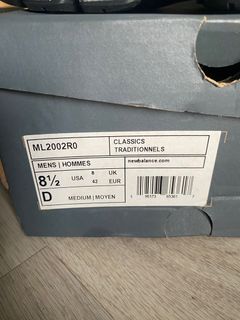 ML2002R0
CLASSICS
TRADITIONNELS
MENS | HOMMES
newbalance.com
8½ USA 8 UK
42 EUR
D MEDIUM | MOYEN